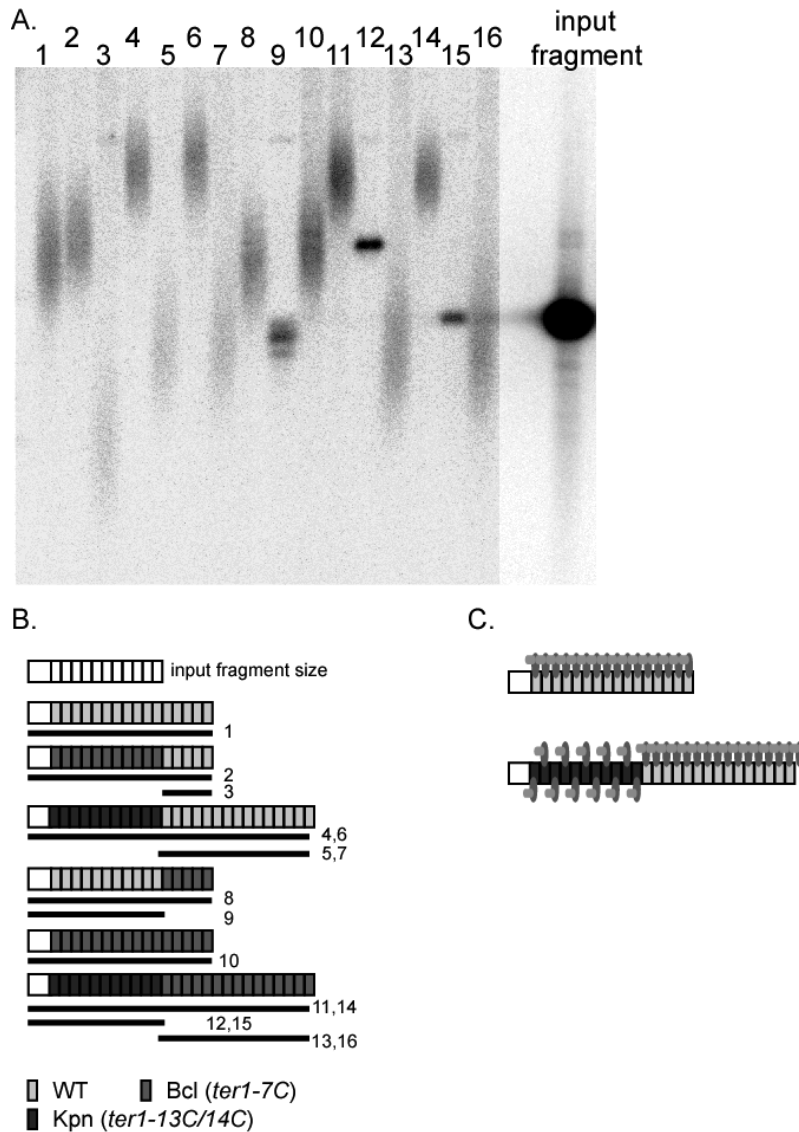 A.
1 2 3 4 5 6 7 8 9 10 11 12 13 14 15 16
input
fragment
B.
C.
input fragment size
1
2
3
4,6
5,7
8
9
10
11,14
12,15
13,16
WT
Bcl (ter1-7C)
Kpn (ter1-13C/14C)